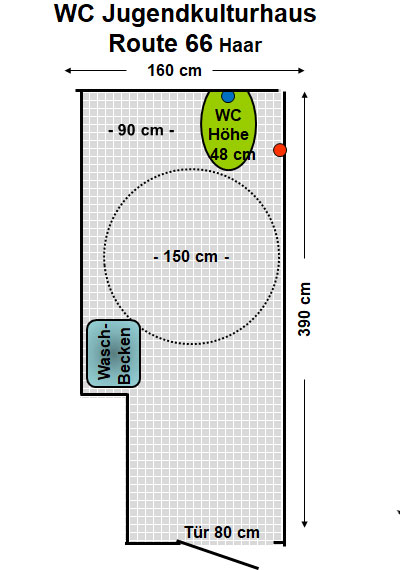 WC Jugendkulturhaus
Route 66 Haar
160 cm
- 90 cm -
WC
Höhe
48 cm
- 150 cm -
390 cm
Wasch-
Becken
Tür 80 cm